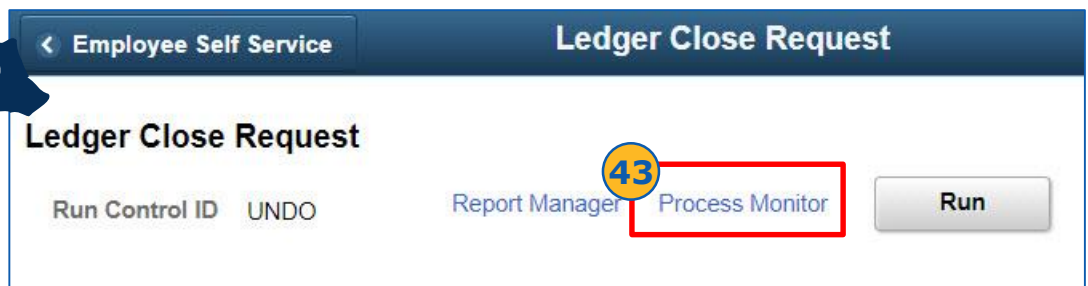 Employee Self Service Ledger Close Request
Ledger Close Request
43
Run Control ID UNDO Report Manager Process Monitor Run